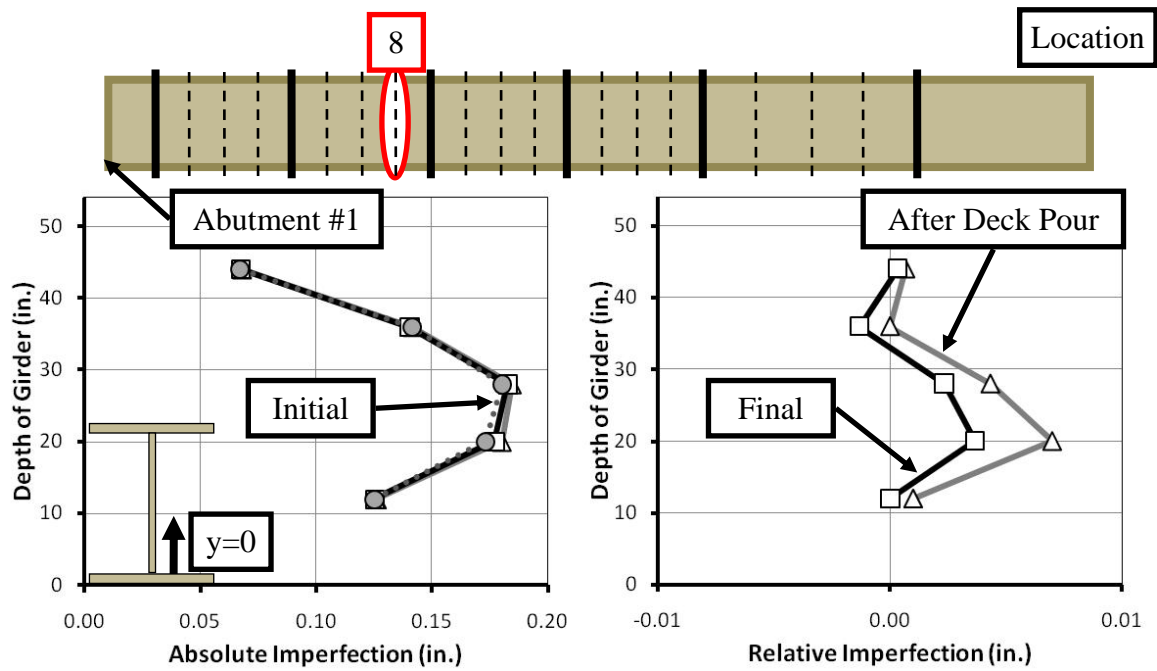 8
Location
Abutment #1
After Deck Pour
Depth of Girder (in.)
50
40
30
20
10
0
Initial
y=0
0.00
0.05
0.10
0.15
0.20
Absolute Imperfection (in.)
Depth of Girder (in.)
50
40
30
20
10
0
Final
-0.01
0.00
0.01
Relative Imperfection (in.)